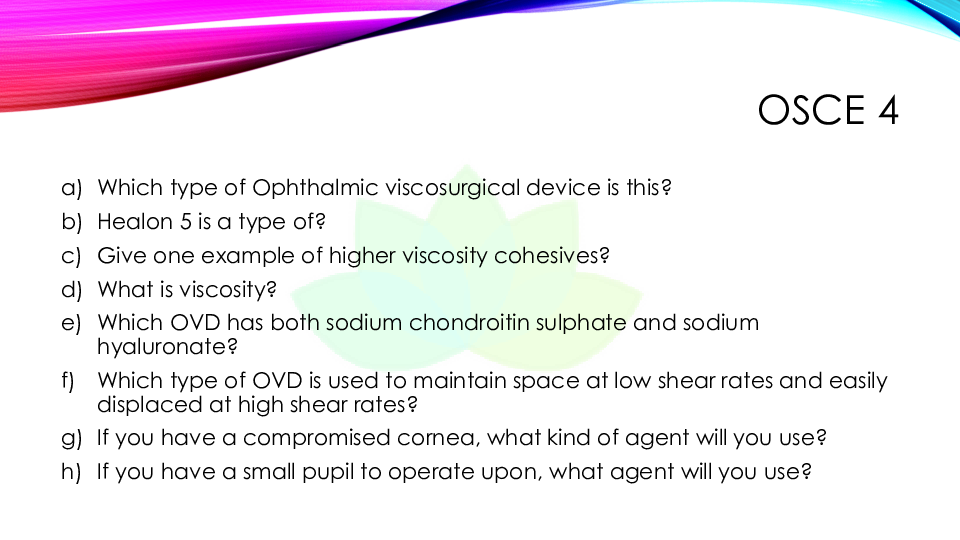 OSCE 4
a) Which type of Ophthalmic viscosurgical device is this?
b) Healon 5 is a type of?
c) Give one example of higher viscosity cohesives?
d) What is viscosity?
e) Which OVD has both sodium chondroitin sulphate and sodium
hyaluronate?
f) Which type of OVD is used to maintain space at low shear rates and easily
displaced at high shear rates?
g) If you have a compromised cornea, what kind of agent will you use?
h) If you have a small pupil to operate upon, what agent will you use?